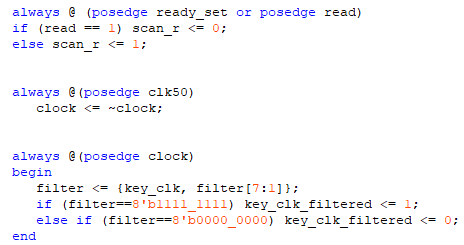 always @ (posedge ready_set or posedge read)
if (read == 1) scan_r <= 0;
else scan_r <= 1;
always @(posedge clk50)
clock <= ~clock;
always @(posedge clock)
begin
filter <= {key_clk, filter[7:1]};
if (filter==8'b1111_1111) key_clk_filtered <= 1;
else if (filter==8'b0000_0000) key_clk_filtered <= 0;
end